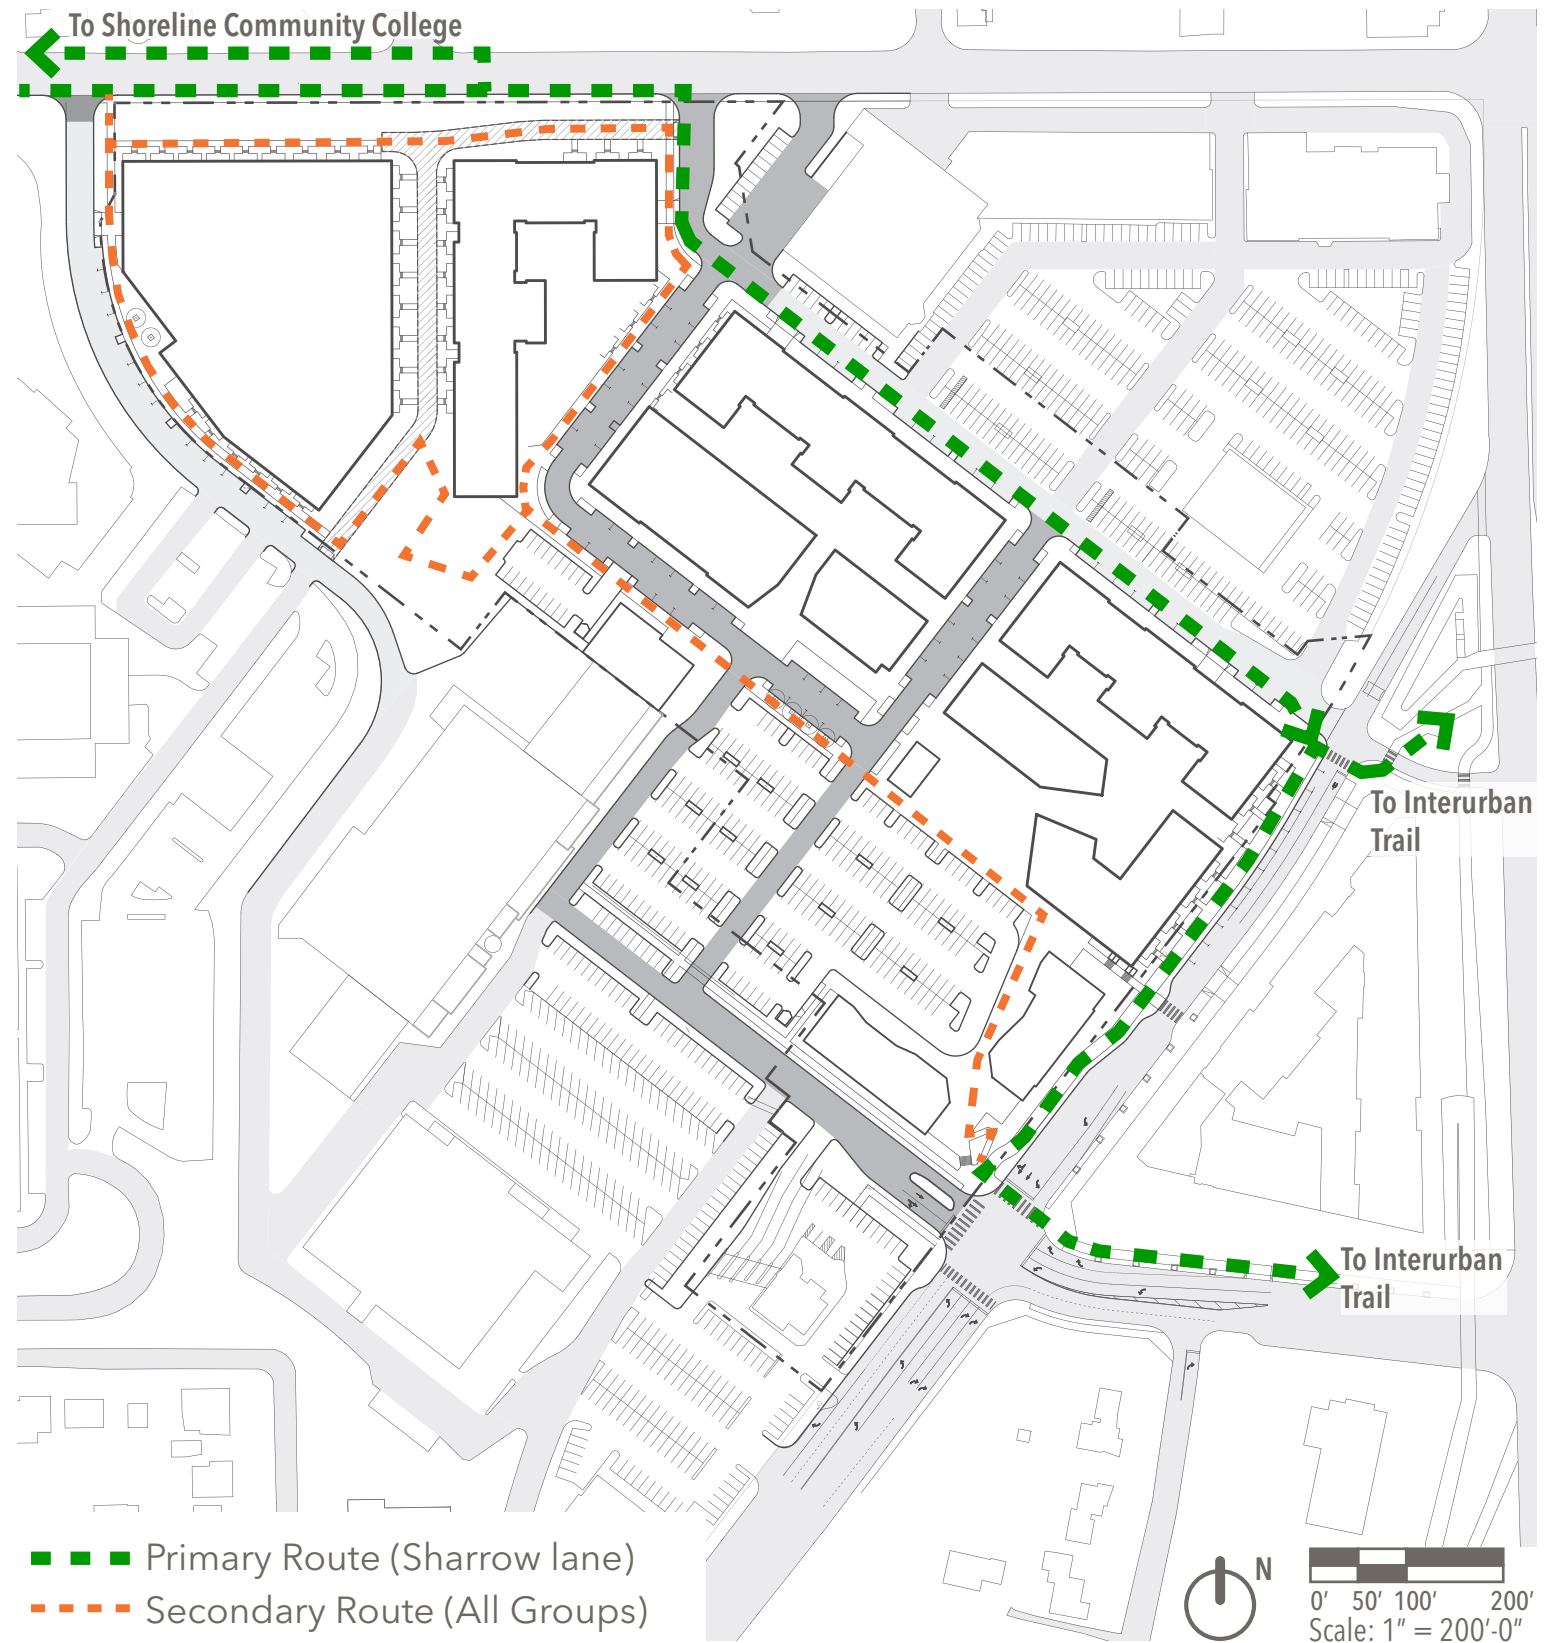 To Shoreline Community College
To Interurban
Trail
To Interurban
Trail
Primary Route (Sharrow lane)
Secondary Route (All Groups)
N
0' 50' 100' 200'
Scale: 1" = 200'-0"